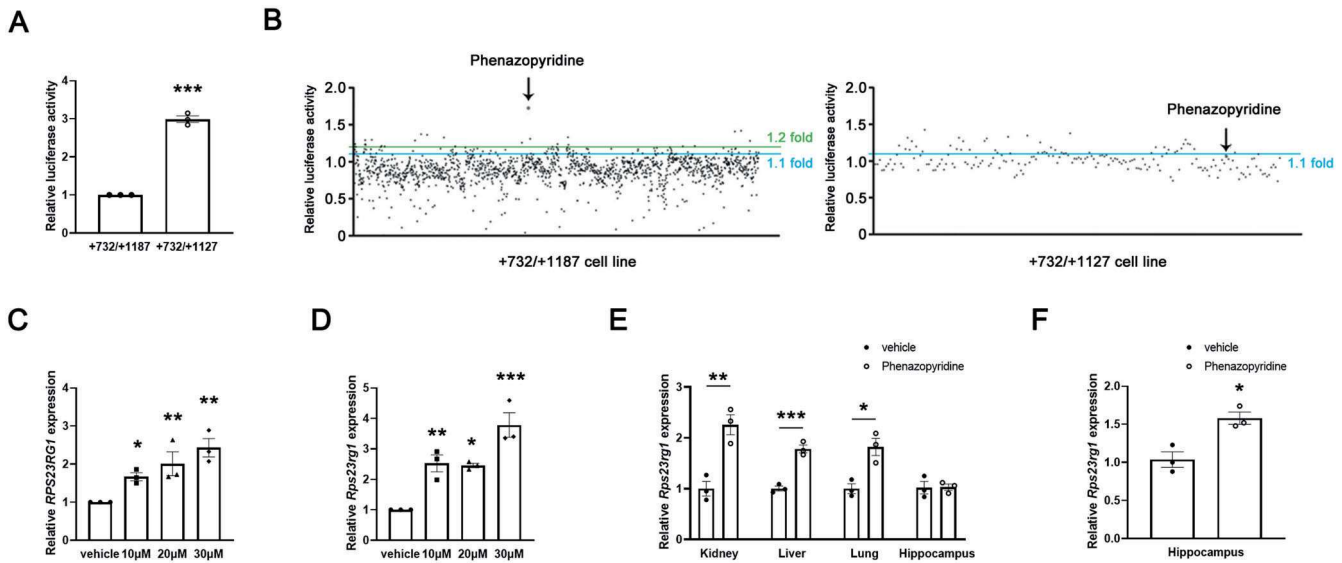 A
Relative luciferase activity
4
3
2
1
0
***
+732/+1187 +732/+1127
B
Phenazopyridine
Relative luciferase activity
2.0
1.5
1.0
0.5
0
1.2 fold
1.1 fold
+732/+1187 cell line
Phenazopyridine
Relative luciferase activity
2.0
1.5
1.0
0.5
0
1.1 fold
+732/+1127 cell line
C
Relative RPS23RG1 expression
4
3
2
1
0
* ** **
vehicle 10μM 20μM 30μM
D
Relative Rps23rg1 expression
5
4
3
2
1
0
** * ***
vehicle 10μM 20μM 30μM
E
vehicle
Phenazopyridine
Relative Rps23rg1 expression
3
2
1
0
** *** *
Kidney Liver Lung Hippocampus
F
vehicle
Phenazopyridine
Relative Rps23rg1 expression
2.0
1.5
1.0
0.5
0.0
*
Hippocampus